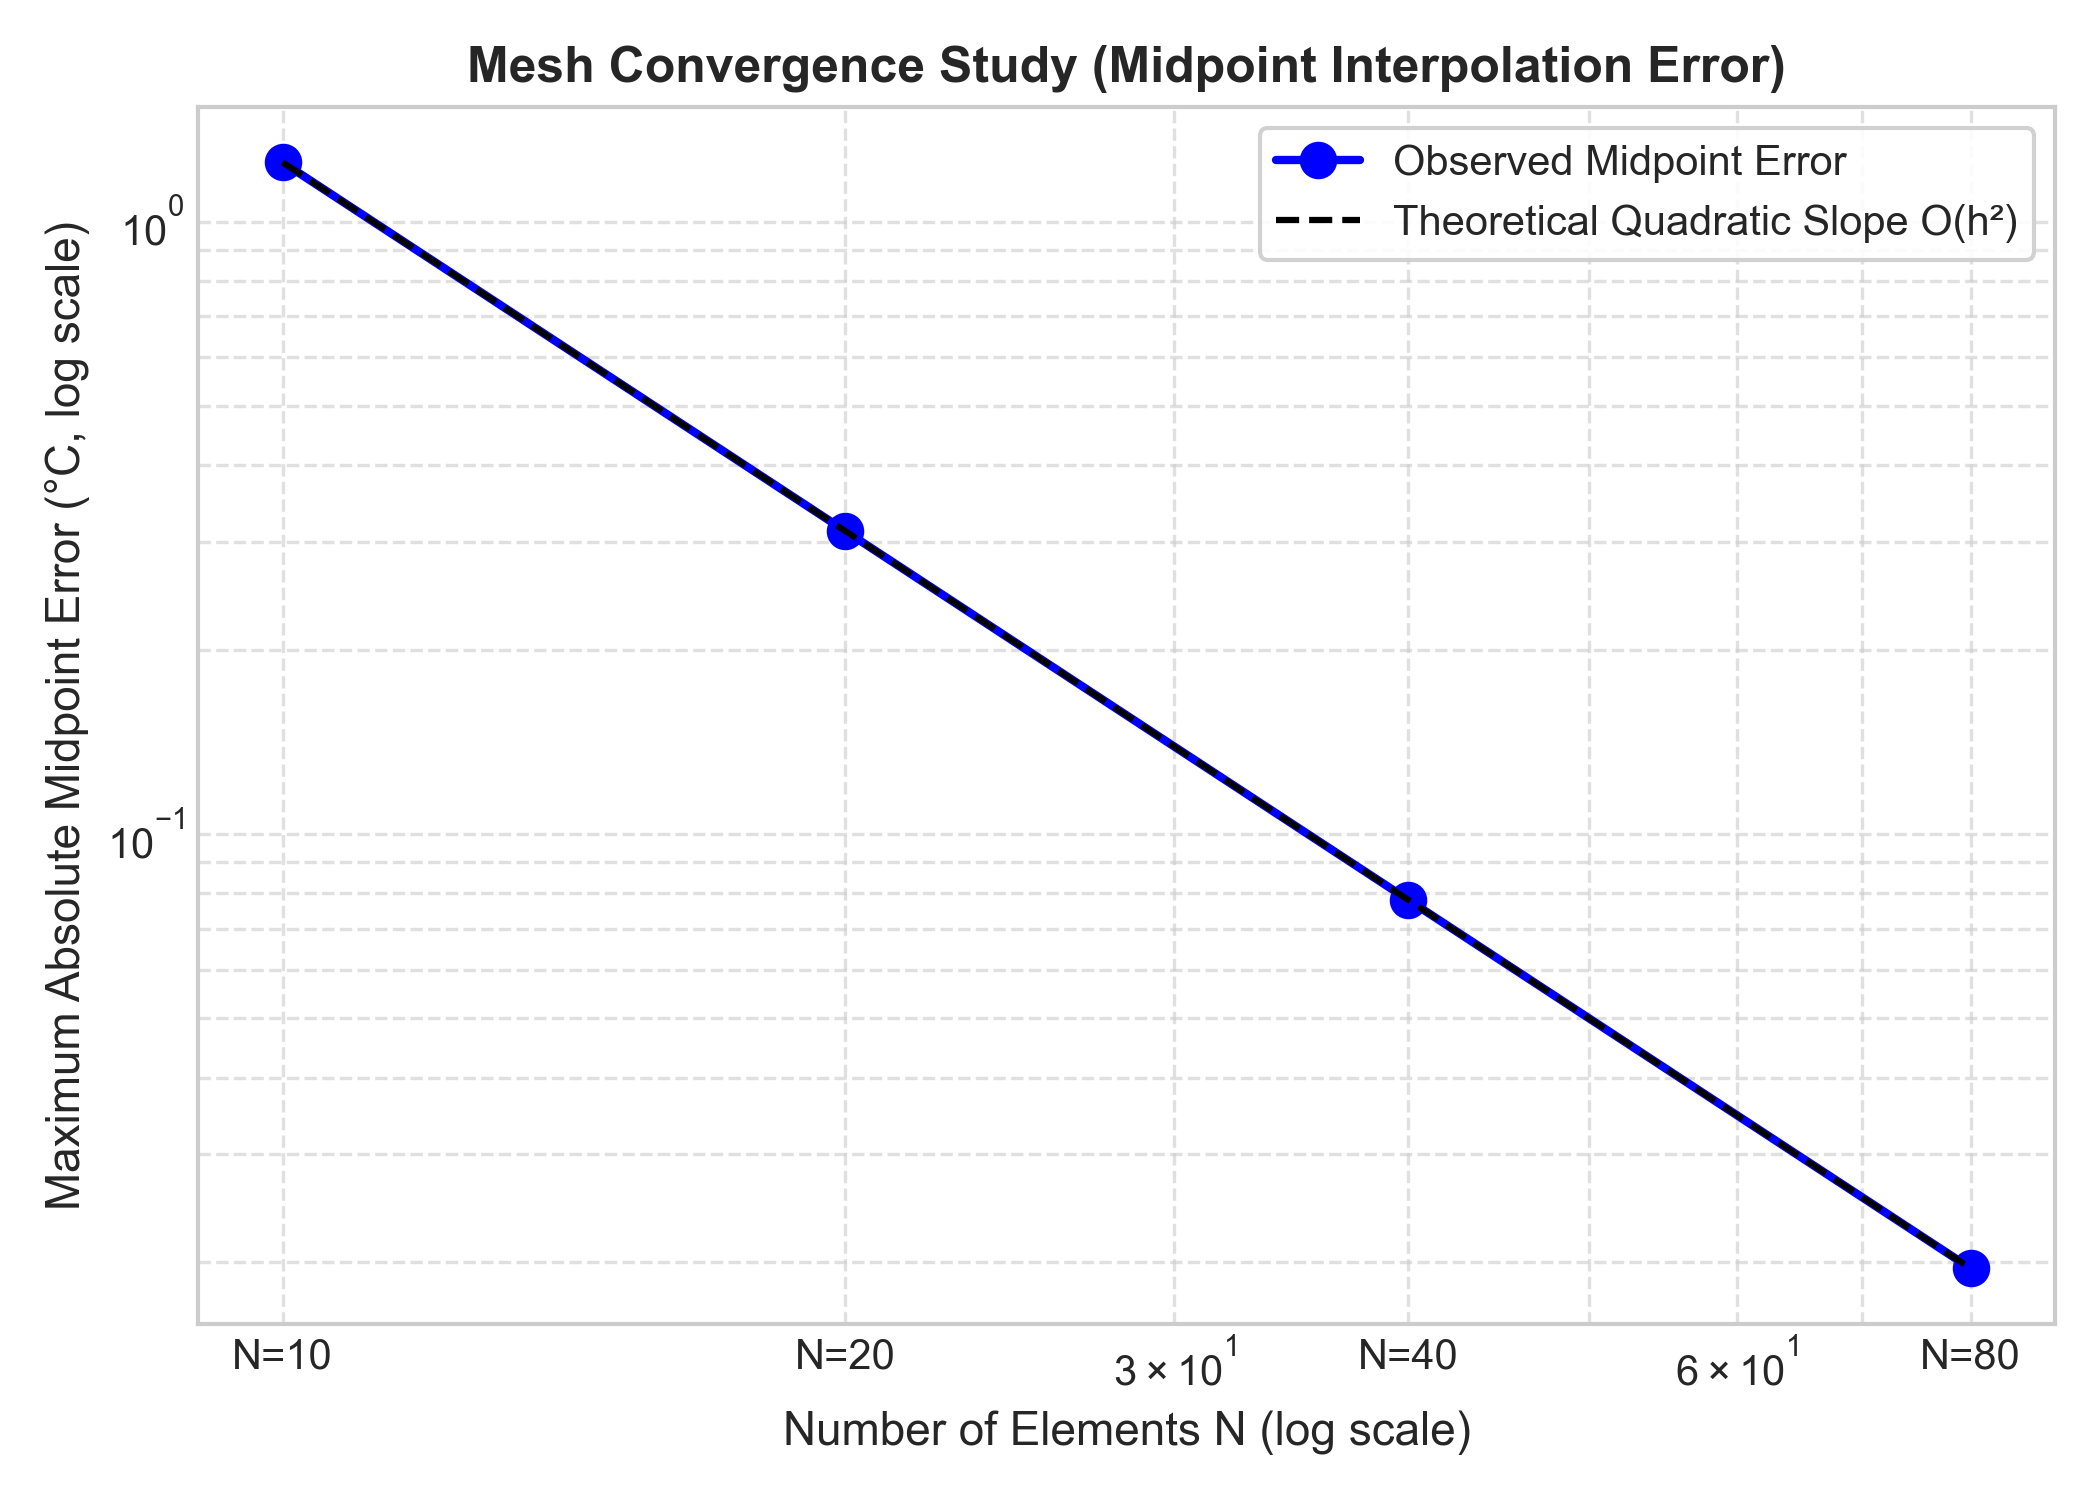 Mesh Convergence Study (Midpoint Interpolation Error)
Observed Midpoint Error
Theoretical Quadratic Slope O(h²)
Maximum Absolute Midpoint Error (°C, log scale)
10⁰
10⁻¹
N=10
N=20
3 × 10¹
N=40
6 × 10¹
N=80
Number of Elements N (log scale)